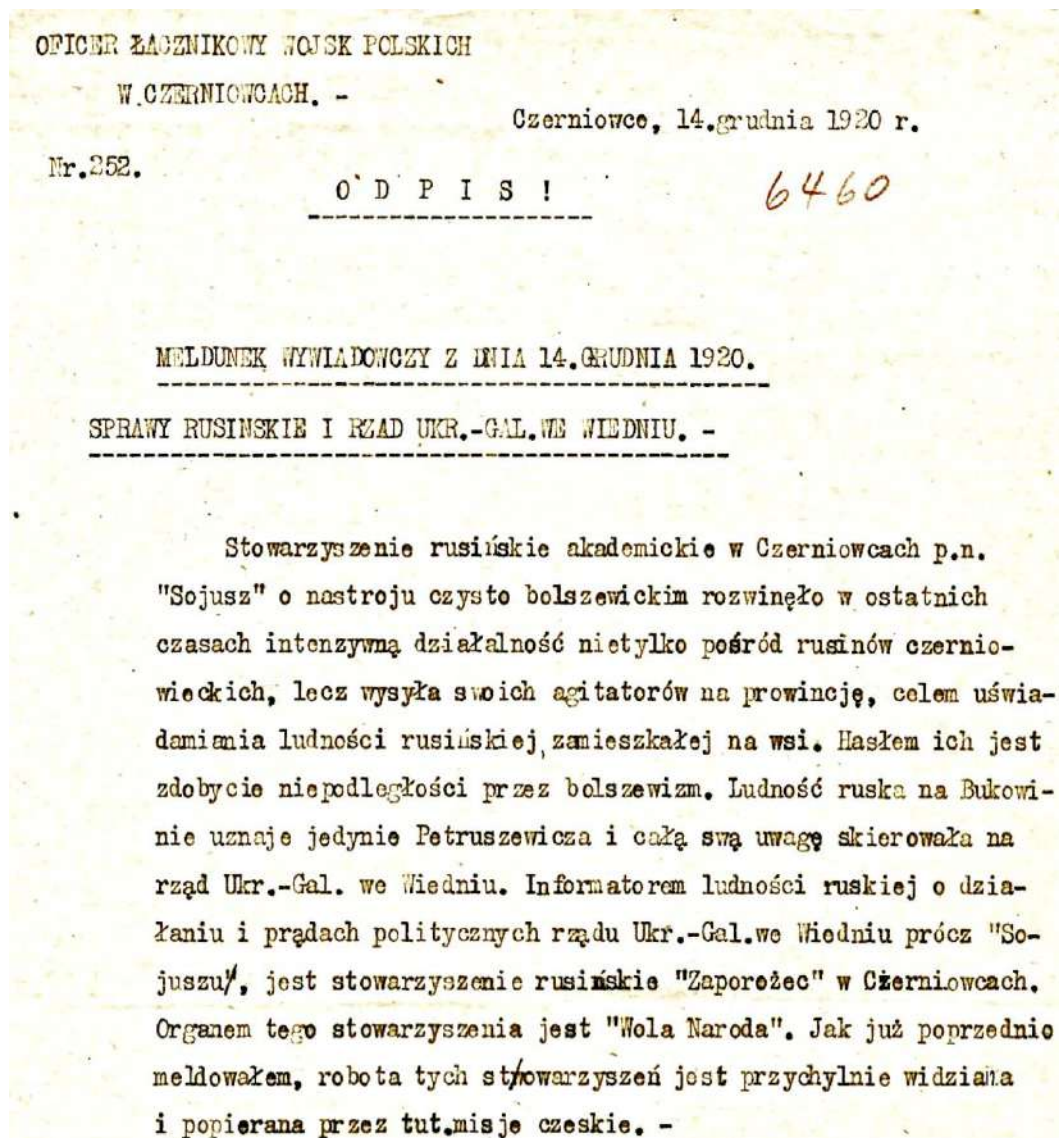 OFICER ŁĄCZNIKOWY WOJSK POLSKICH
W.CZERNIOWCACH. -
Czerniowce, 14.grudnia 1920 r.
Nr.252.
O D P I S !
6460
MELDUNEK WYWIADOWCZY Z DNIA 14.GRUDNIA 1920.
SPRAWY RUSINSKIE I RZAD UKR.-GAL.WE WIEDNIU. -
Stowarzyszenie rusińskie akademickie w Czerniowcach p.n.
"Sojusz" o nastroju czysto bolszewickim rozwinęło w ostatnich
czasach intenzywną działalność nietylko pośród rusinów czernio-
wieckich, lecz wysyła swoich agitatorów na prowincję, celem uświa-
damiania ludności rusińskiej, zamieszkałej na wsi. Hasłem ich jest
zdobycie niepodległości przez bolszewizm. Ludność ruska na Bukowi-
nie uznaje jedynie Petruszewicza i całą swą uwagę skierowała na
rząd Ukr.-Gal. we Wiedniu. Informatorem ludności ruskiej o dzia-
łaniu i prądach politycznych rządu Ukr.-Gal.we Wiedniu prócz "So-
juszu", jest stowarzyszenie rusińskie "Zaporożec" w Czerniowcach.
Organem tego stowarzyszenia jest "Wola Naroda". Jak już poprzednio
meldowałem, robota tych stowarzyszeń jest przychylnie widziana
i popierana przez tut.misje czeskie. -